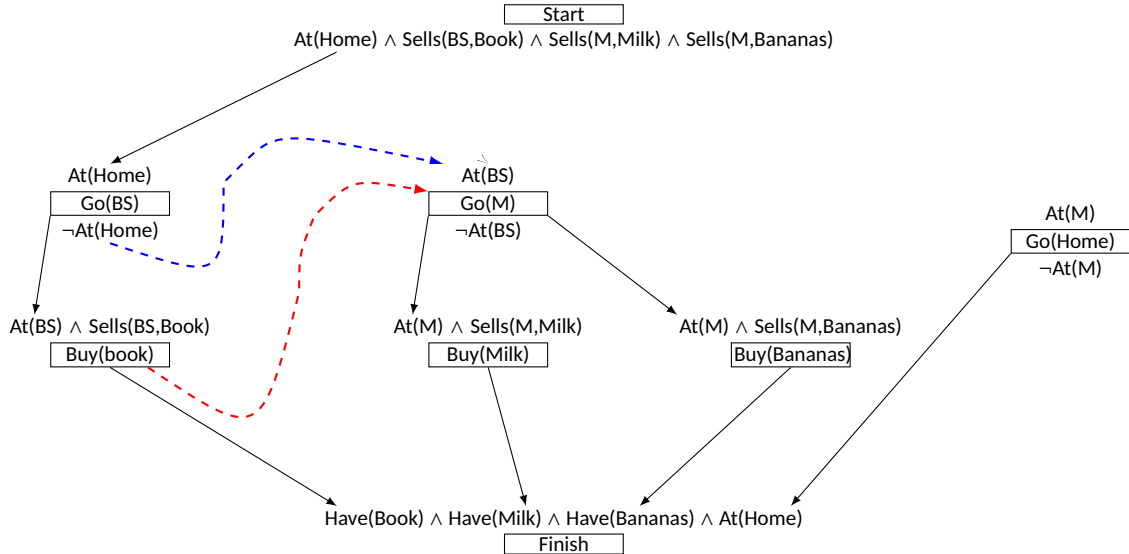 Start
At(Home) ∧ Sells(BS,Book) ∧ Sells(M,Milk) ∧ Sells(M,Bananas)
At(Home)
Go(BS)
¬At(Home)
At(BS)
Go(M)
¬At(BS)
At(M)
Go(Home)
¬At(M)
At(BS) ∧ Sells(BS,Book)
Buy(book)
At(M) ∧ Sells(M,Milk)
Buy(Milk)
At(M) ∧ Sells(M,Bananas)
Buy(Bananas)
Have(Book) ∧ Have(Milk) ∧ Have(Bananas) ∧ At(Home)
Finish